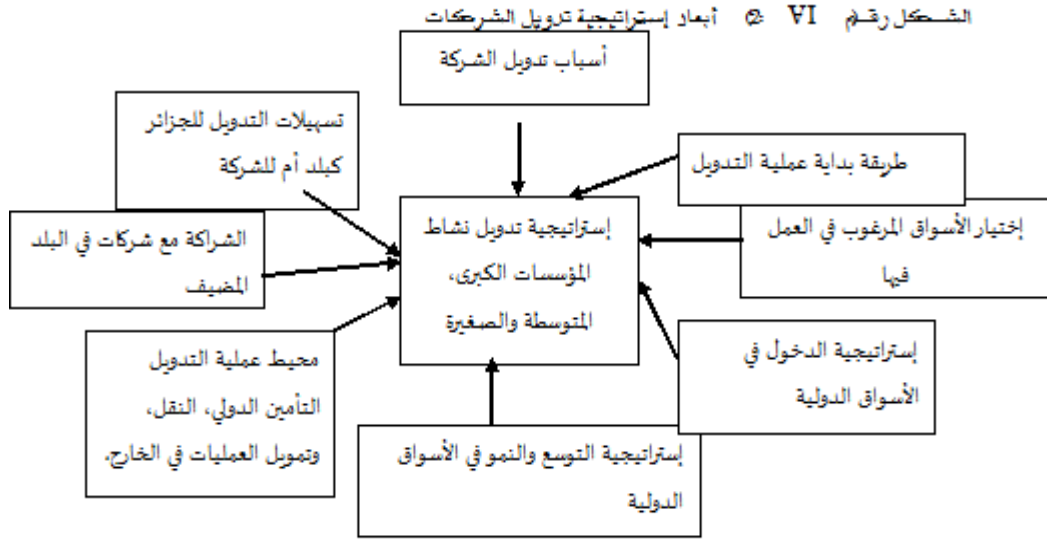 الشكل رقم VI 2 أبعاد إستراتيجية تدويل الشركات
أسباب تدويل الشركة
تسهيلات التدويل للجزائر
كبلد أم للشركة
طريقة بداية عملية التدويل
الشراكة مع شركات في البلد
المضيف
إستراتيجية تدويل نشاط
المؤسسات الكبرى،
المتوسطة والصغيرة
إختيار الأسواق المرغوب في العمل
فيها
محيط عملية التدويل
التأمين الدولي، النقل،
وتمويل العمليات في الخارج.
إستراتيجية الدخول في
الأسواق الدولية
إستراتيجية التوسع والنمو في الأسواق
الدولية